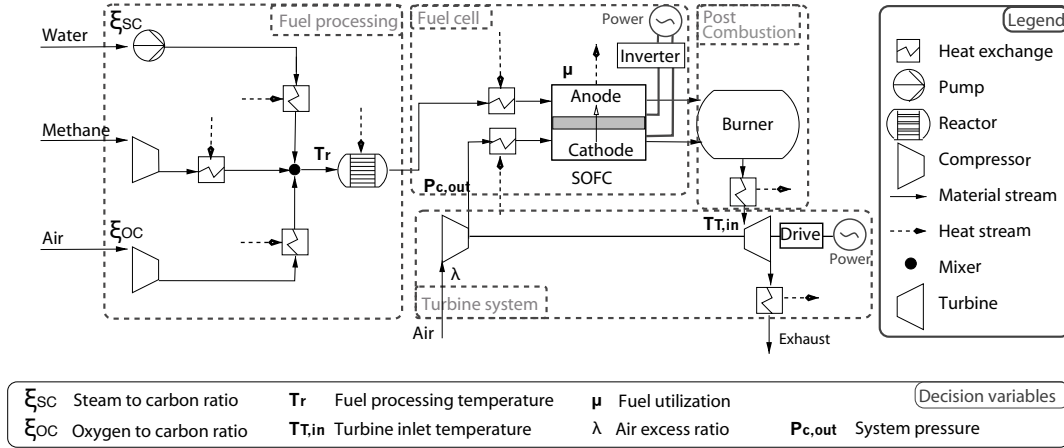 ξSC
Fuel processing
Fuel cell
Power
Post
Combustion
Legend
Water
Inverter
Heat exchange
μ
Anode
Pump
Methane
Tr
Burner
Reactor
Cathode
Compressor
SOFC
Pc,out
Material stream
Air
ξOC
TT,in
Drive
Heat stream
Power
λ
Mixer
Turbine system
Turbine
Air
Exhaust
ξSC Steam to carbon ratio Tr Fuel processing temperature μ Fuel utilization Decision variables
ξOC Oxygen to carbon ratio TT,in Turbine inlet temperature λ Air excess ratio Pc,out System pressure